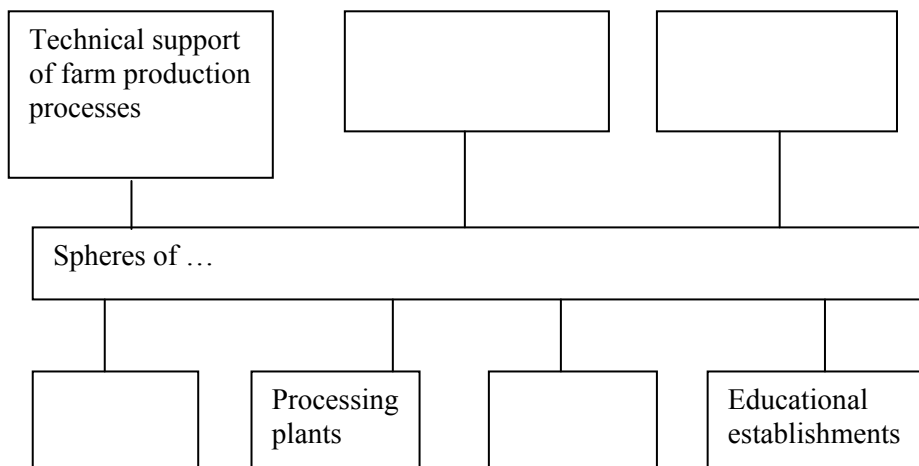 Technical support
of farm production
processes
Spheres of …
Processing
plants
Educational
establishments